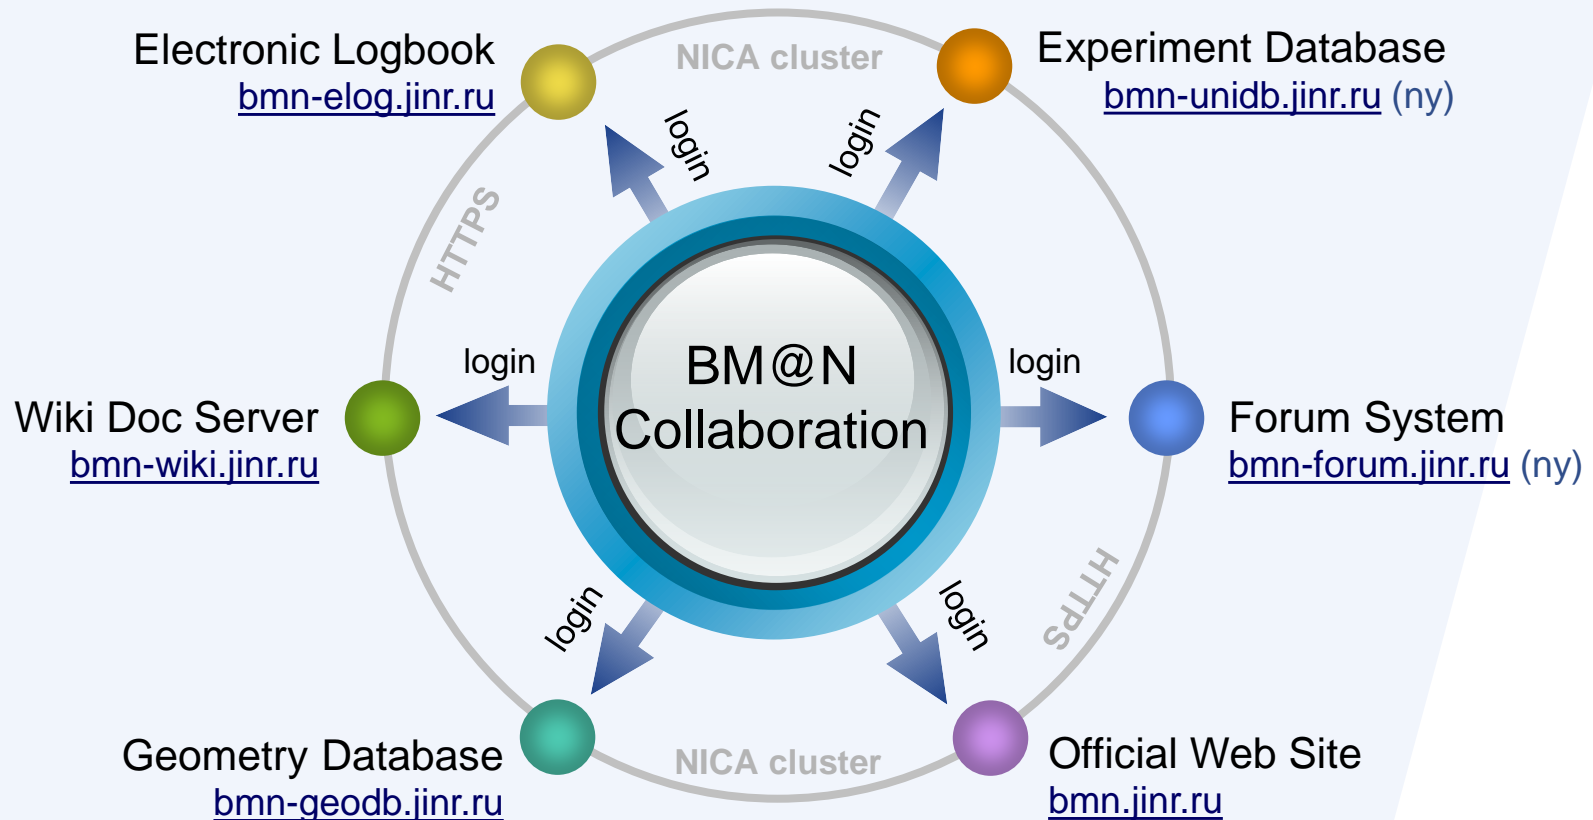 NICA cluster
Electronic Logbook
bmn-elog.jinr.ru
Experiment Database
bmn-unidb.jinr.ru (ny)
login
login
HTTPS
login
login
BM@N
Collaboration
Wiki Doc Server
bmn-wiki.jinr.ru
Forum System
bmn-forum.jinr.ru (ny)
HTTPS
login
login
Geometry Database
bmn-geodb.jinr.ru
NICA cluster
Official Web Site
bmn.jinr.ru